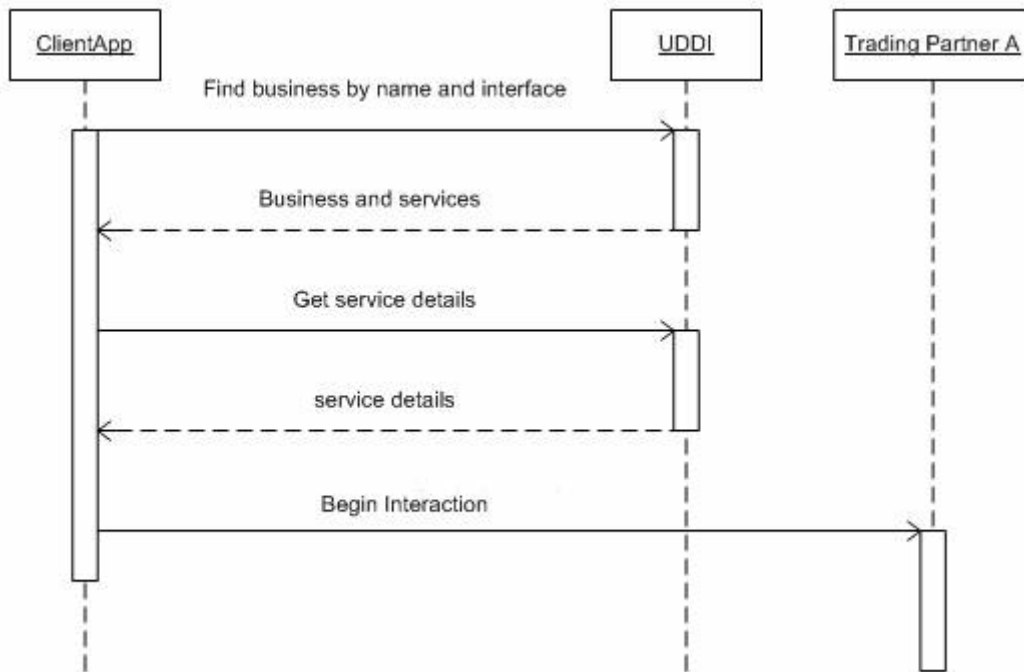 ClientApp
UDDI
Trading Partner A
Find business by name and interface
Business and services
Get service details
service details
Begin Interaction